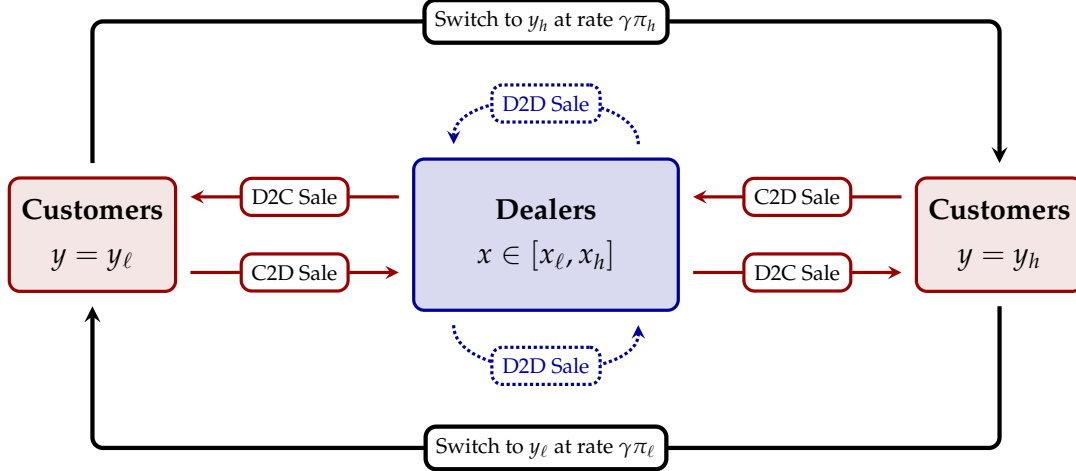 Switch to y_h at rate γπ_h
D2D Sale
Customers
y = y_ℓ
D2C Sale
C2D Sale
Dealers
x ∈ [x_ℓ, x_h]
C2D Sale
D2C Sale
Customers
y = y_h
D2D Sale
Switch to y_ℓ at rate γπ_ℓ